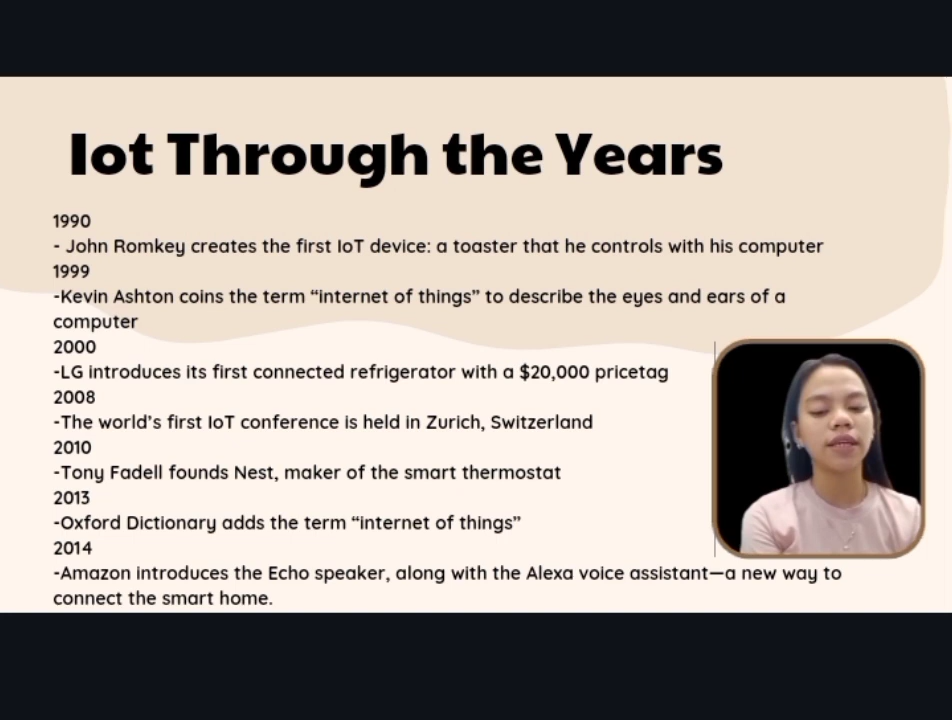 Iot Through the Years
1990
- John Romkey creates the first IoT device: a toaster that he controls with his computer
1999
-Kevin Ashton coins the term “internet of things” to describe the eyes and ears of a
computer
2000
-LG introduces its first connected refrigerator with a $20,000 pricetag
2008
-The world’s first IoT conference is held in Zurich, Switzerland
2010
-Tony Fadell founds Nest, maker of the smart thermostat
2013
-Oxford Dictionary adds the term “internet of things”
2014
-Amazon introduces the Echo speaker, along with the Alexa voice assistant—a new way to
connect the smart home.